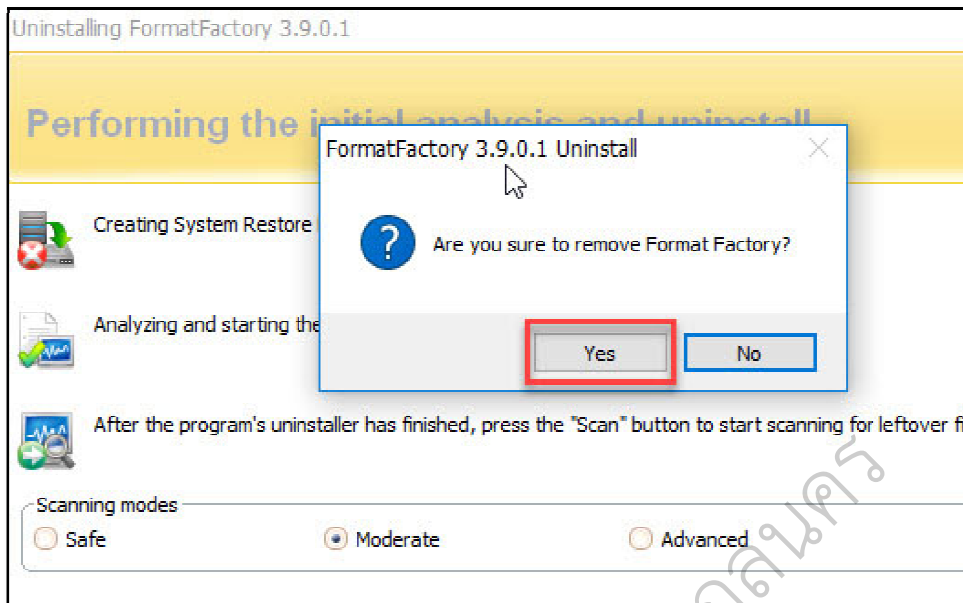 Uninstalling FormatFactory 3.9.0.1
Performing the initial analysis and uninstall
FormatFactory 3.9.0.1 Uninstall
Creating System Restore
Are you sure to remove Format Factory?
Analyzing and starting the
Yes
No
After the program's uninstaller has finished, press the "Scan" button to start scanning for leftover fi
Scanning modes
Safe
Moderate
Advanced